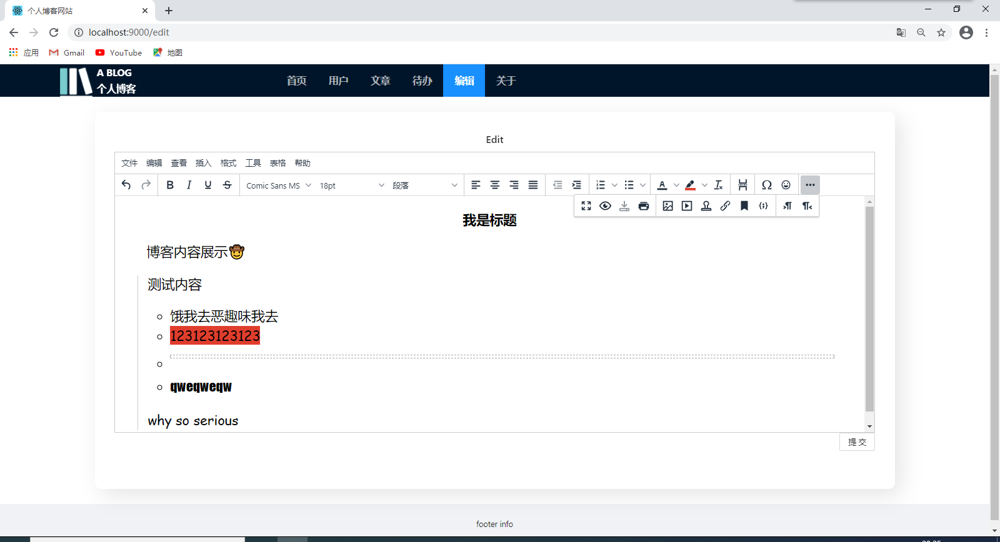 个人博客网站
localhost:9000/edit
应用 Gmail YouTube 地图
A BLOG
个人博客
首页 用户 文章 待办 编辑 关于
Edit
文件 编辑 查看 插入 格式 工具 表格 帮助
Comic Sans MS 18pt 段落
我是标题
博客内容展示🤠
测试内容
饿我去恶趣味我去
123123123123
qweqweqw
why so serious
提交
footer info